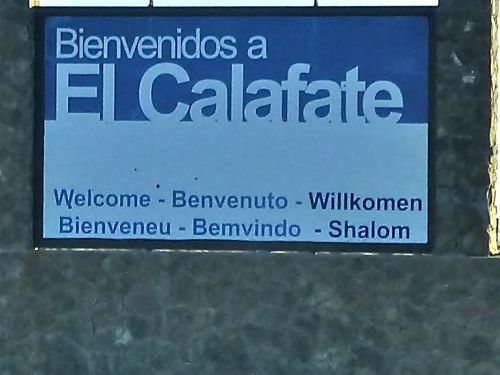 Bienvenidos a
El Calafate
Welcome - Benvenuto - Willkomen
Bienveneu - Bemvindo - Shalom